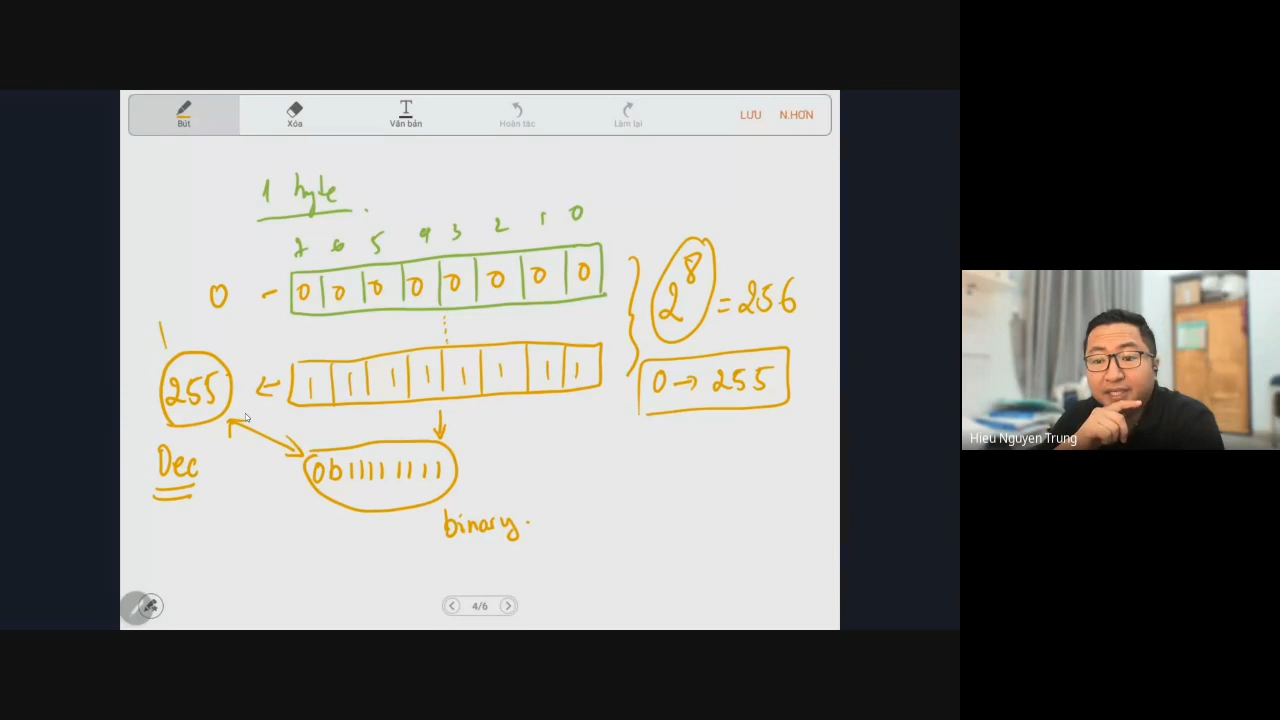 Bút Xóa Văn bản Hoàn tác Làm lại LƯU N.HƠN
1 byte.
7 6 5 4 3 2 1 0
0 - 0 0 0 0 0 0 0 0
2^8 = 256
255 ← 1 1 1 1 1 1 1 1
0 → 255
Dec
0b11111111
binary.
4/6
Hieu Nguyen Trung